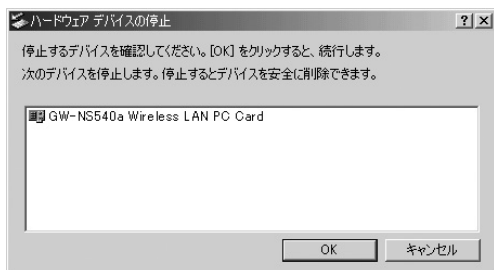 ハードウェア デバイスの停止
停止するデバイスを確認してください。[OK] をクリックすると、続行します。
次のデバイスを停止します。停止するとデバイスを安全に削除できます。
GW-NS540a Wireless LAN PC Card
OK キャンセル